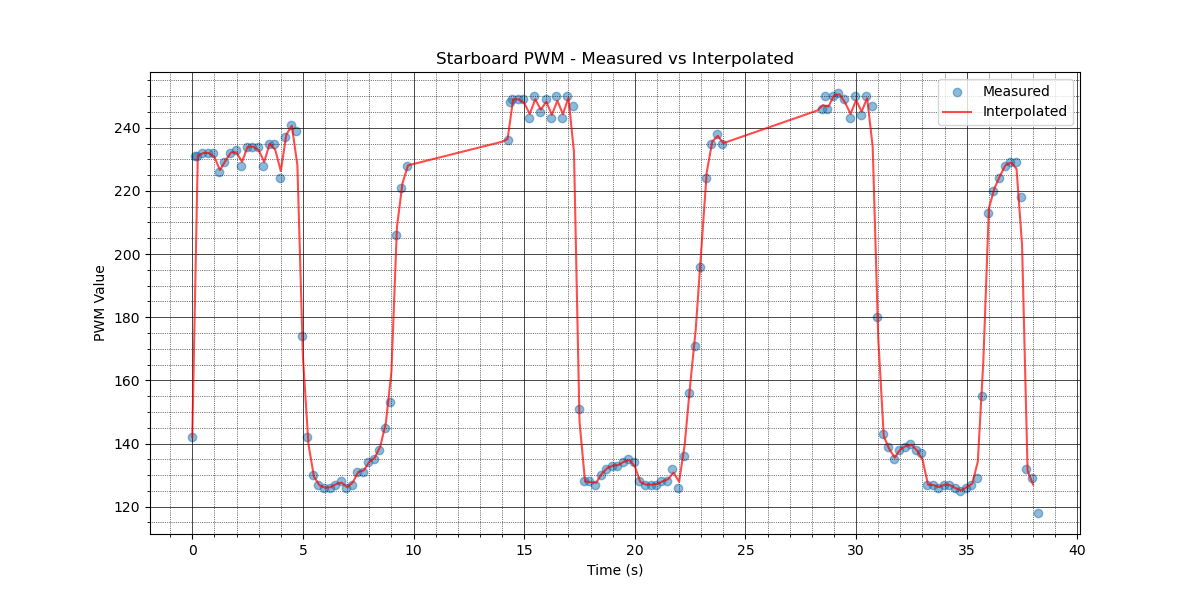 Starboard PWM - Measured vs Interpolated
Measured
Interpolated
PWM Value
240
220
200
180
160
140
120
0 5 10 15 20 25 30 35 40
Time (s)